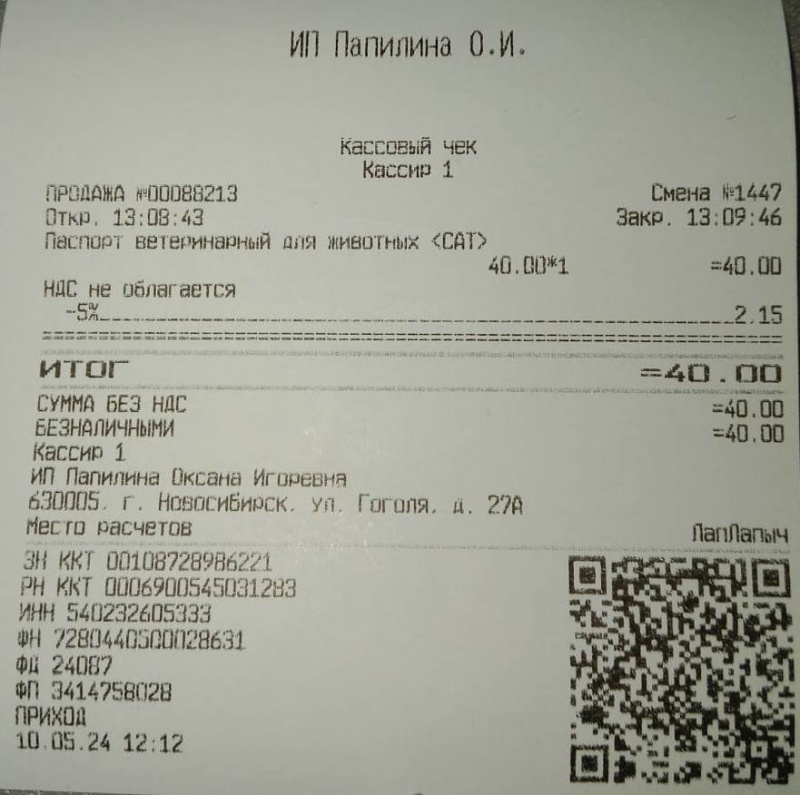 ИП Папилина О.И.
Кассовый чек
Кассир 1
ПРОДАЖА №00088213 Смена №1447
Откр. 13:08:43 Закр. 13:09:46
Паспорт ветеринарный для животных <CAT>
40.00*1 =40.00
НДС не облагается
-5% 2.15
ИТОГ =40.00
СУММА БЕЗ НДС =40.00
БЕЗНАЛИЧНЫМИ =40.00
Кассир 1
ИП Папилина Оксана Игоревна
630005. г. Новосибирск. ул. Гоголя. д. 27А
Место расчетов ЛапЛапыч
ЗН ККТ 00108728986221
РН ККТ 0006900545031283
ИНН 540232605333
ФН 7280440500028631
ФД 24087
ФП 3414758028
ПРИХОД
10.05.24 12:12